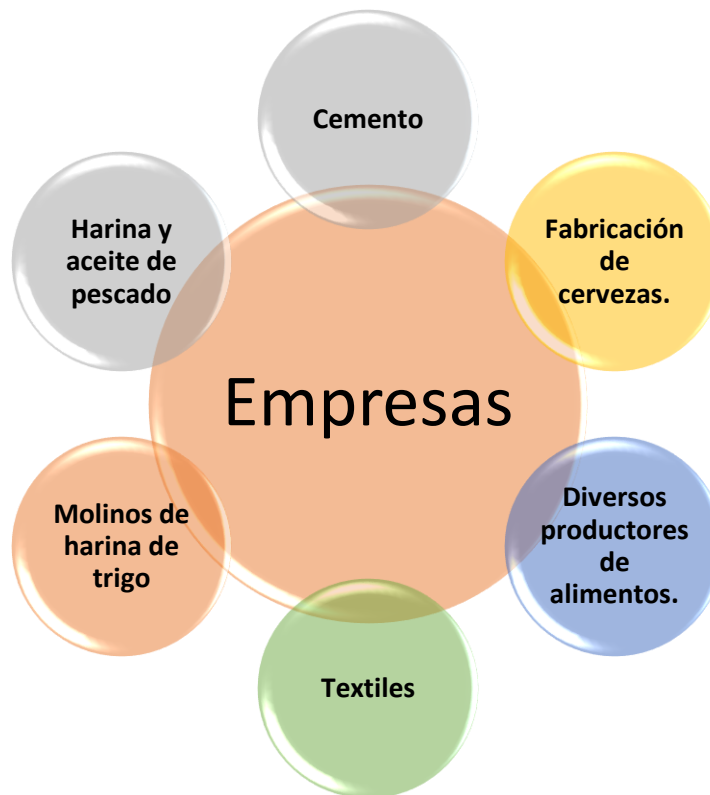 Cemento
Fabricación
de
cervezas.
Diversos
productores
de
alimentos.
Textiles
Molinos de
harina de
trigo
Harina y
aceite de
pescado
Empresas